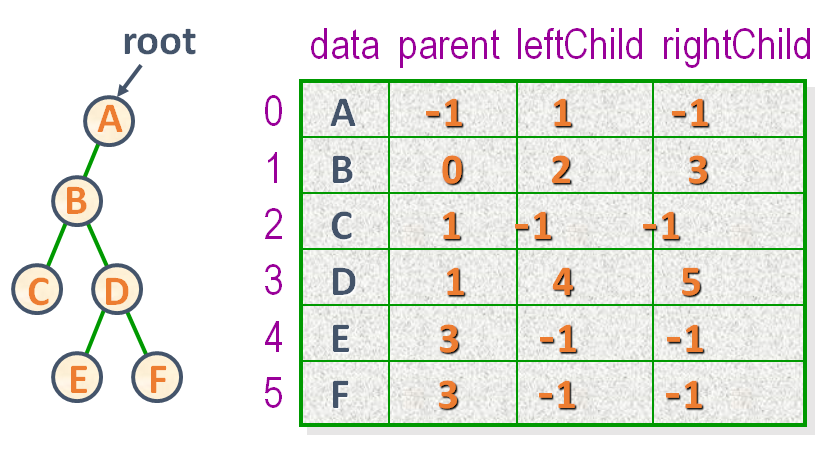 root
A
B
C D
E F
data parent leftChild rightChild
0 A -1 1 -1
1 B 0 2 3
2 C 1 -1 -1
3 D 1 4 5
4 E 3 -1 -1
5 F 3 -1 -1